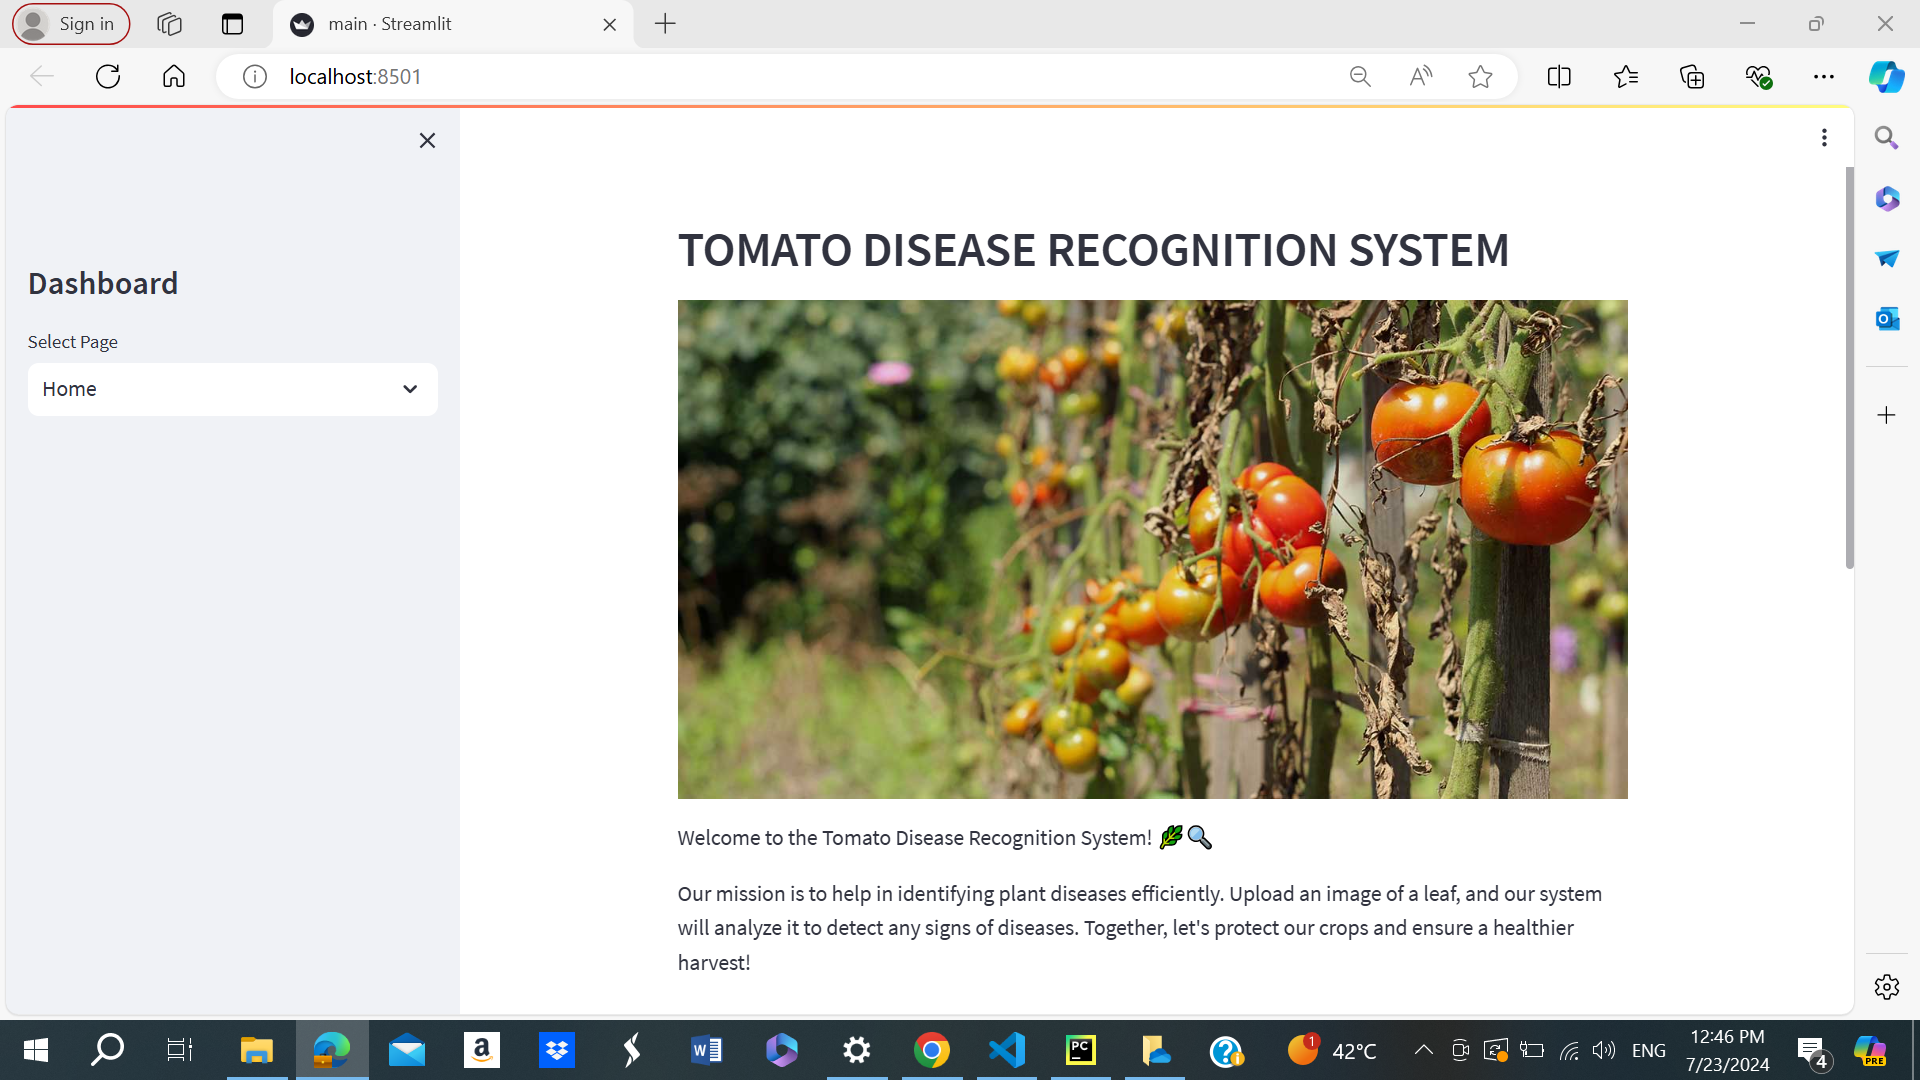 Sign in
main · Streamlit
localhost:8501
Dashboard
Select Page
Home
TOMATO DISEASE RECOGNITION SYSTEM
Welcome to the Tomato Disease Recognition System! 🌿🔍
Our mission is to help in identifying plant diseases efficiently. Upload an image of a leaf, and our system
will analyze it to detect any signs of diseases. Together, let's protect our crops and ensure a healthier
harvest!
1
42°C
ENG
12:46 PM
7/23/2024
4
PRE